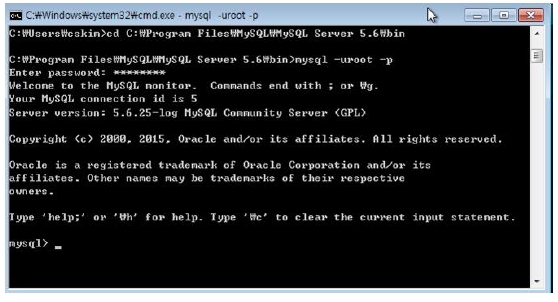 C:₩Windows₩system32₩cmd.exe - mysql -uroot -p
C:₩Users₩cskin>cd C:₩Program Files₩MySQL₩MySQL Server 5.6₩bin
C:₩Program Files₩MySQL₩MySQL Server 5.6₩bin>mysql -uroot -p
Enter password: ********
Welcome to the MySQL monitor.  Commands end with ; or ₩g.
Your MySQL connection id is 5
Server version: 5.6.25-log MySQL Community Server (GPL)
Copyright (c) 2000, 2015, Oracle and/or its affiliates. All rights reserved.
Oracle is a registered trademark of Oracle Corporation and/or its
affiliates. Other names may be trademarks of their respective
owners.
Type 'help;' or '₩h' for help. Type '₩c' to clear the current input statement.
mysql> _